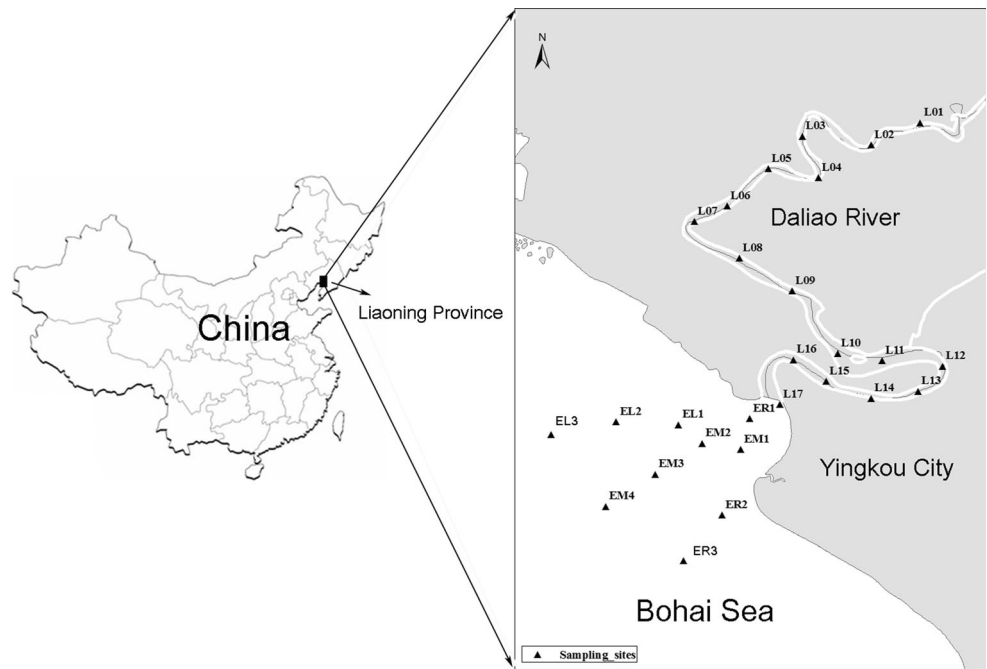 China
Liaoning Province
N
L01
L02
L03
L04
L05
L06
L07
Daliao River
L08
L09
L10
L11
L12
L16
L15
L14
L13
L17
ER1
EL1
EL2
EL3
EM2
EM1
Yingkou City
EM3
EM4
ER2
ER3
Bohai Sea
Sampling_sites